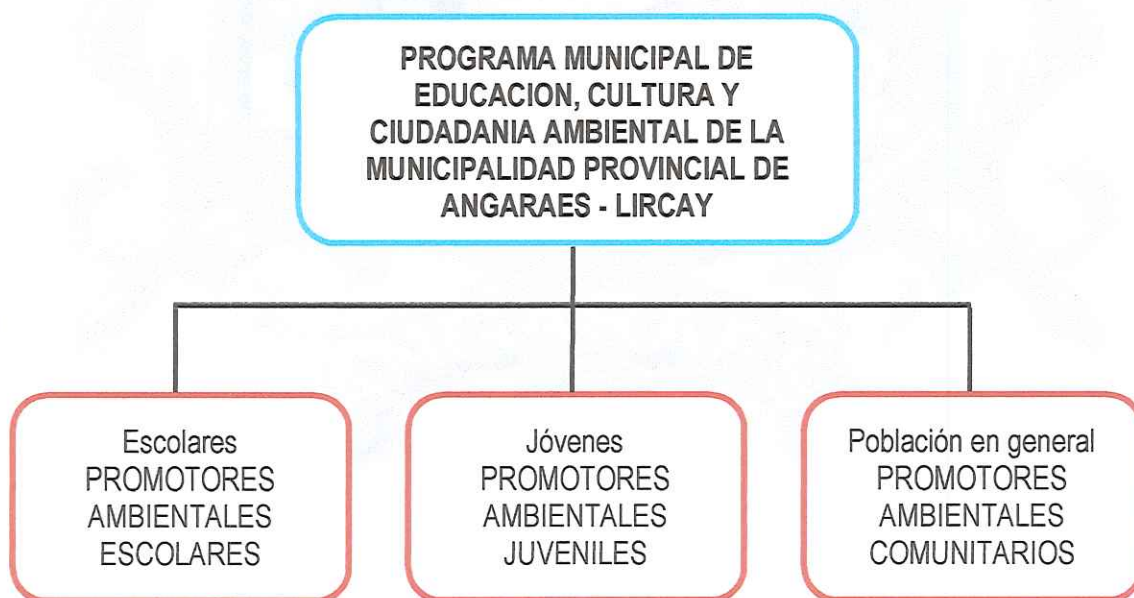 PROGRAMA MUNICIPAL DE
EDUCACION, CULTURA Y
CIUDADANIA AMBIENTAL DE LA
MUNICIPALIDAD PROVINCIAL DE
ANGARAES - LIRCAY
Escolares
PROMOTORES
AMBIENTALES
ESCOLARES
Jóvenes
PROMOTORES
AMBIENTALES
JUVENILES
Población en general
PROMOTORES
AMBIENTALES
COMUNITARIOS